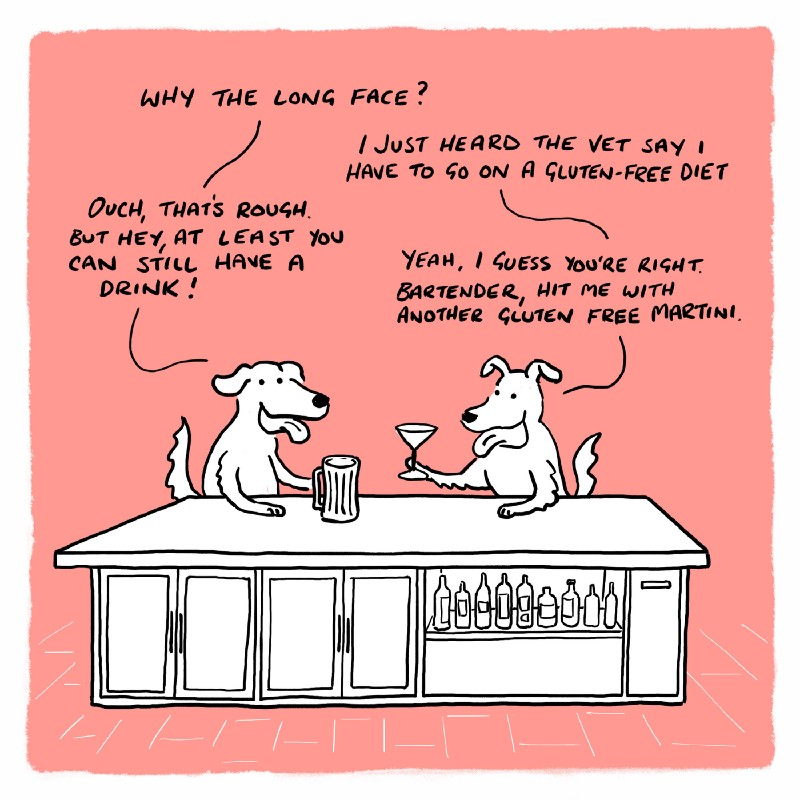 WHY THE LONG FACE?
I JUST HEARD THE VET SAY I
HAVE TO GO ON A GLUTEN-FREE DIET
OUCH, THAT'S ROUGH.
BUT HEY, AT LEAST YOU
CAN STILL HAVE A
DRINK!
YEAH, I GUESS YOU'RE RIGHT.
BARTENDER, HIT ME WITH
ANOTHER GLUTEN FREE MARTINI.